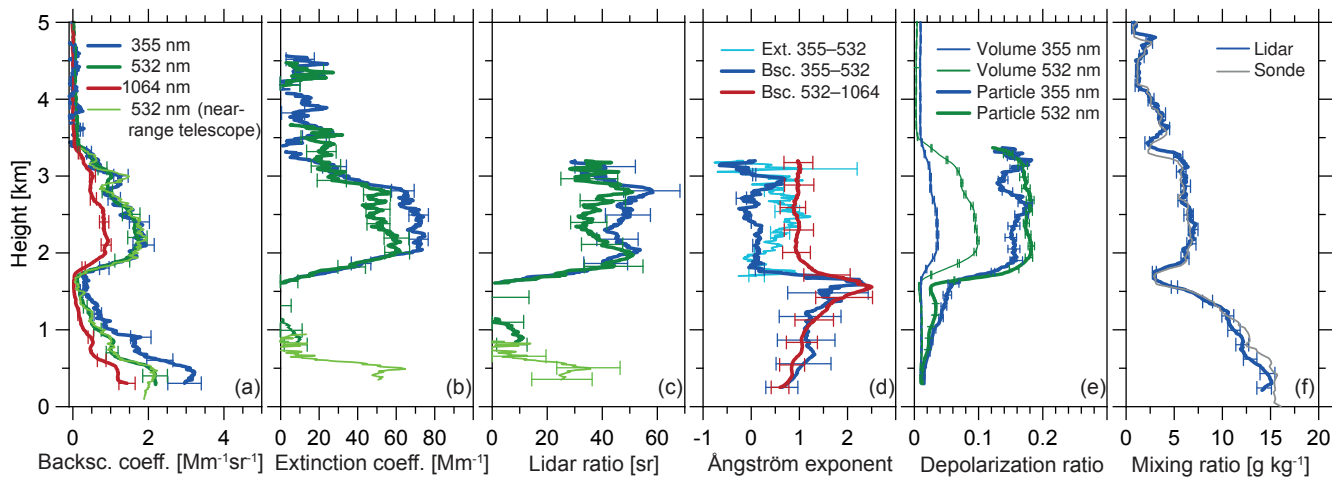 5
4
3
2
1
0
Height [km]
355 nm
532 nm
1064 nm
532 nm (near-
range telescope)
(a)
0 2 4
Backsc. coeff. [Mm⁻¹sr⁻¹]
(b)
0 20 40 60 80
Extinction coeff. [Mm⁻¹]
(c)
0 20 40 60
Lidar ratio [sr]
Ext. 355–532
Bsc. 355–532
Bsc. 532–1064
(d)
-1 0 1 2
Ångström exponent
Volume 355 nm
Volume 532 nm
Particle 355 nm
Particle 532 nm
(e)
0 0.1 0.2
Depolarization ratio
Lidar
Sonde
(f)
0 5 10 15 20
Mixing ratio [g kg⁻¹]